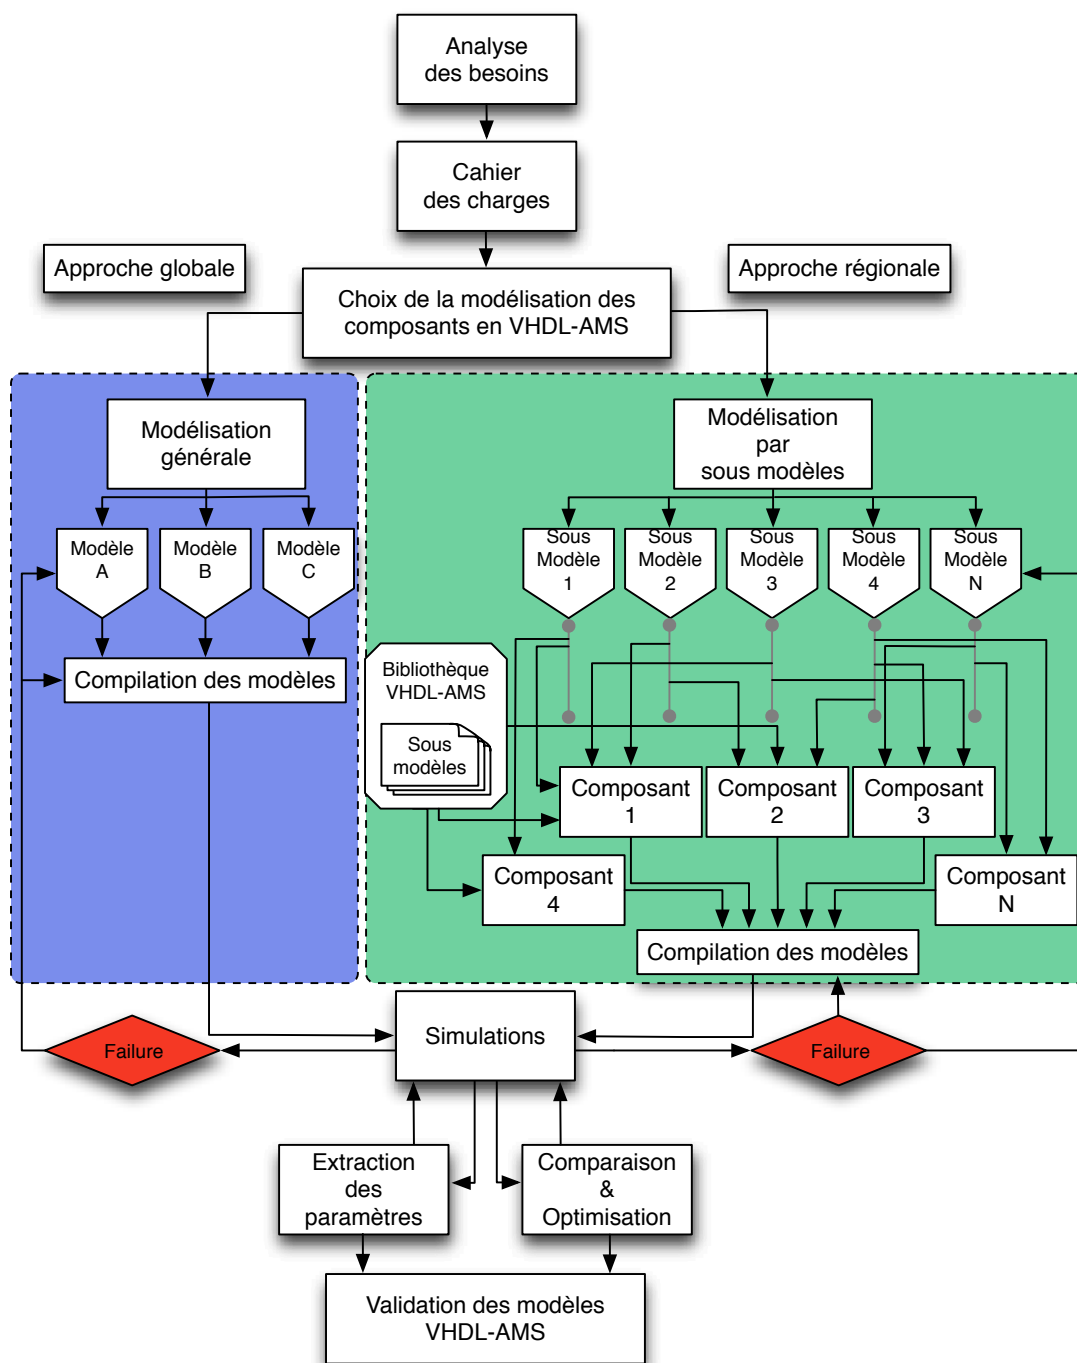 Analyse
des besoins
Cahier
des charges
Approche globale
Choix de la modélisation des
composants en VHDL-AMS
Approche régionale
Modélisation
générale
Modélisation
par
sous modèles
Modèle
A
Modèle
B
Modèle
C
Sous
Modèle
1
Sous
Modèle
2
Sous
Modèle
3
Sous
Modèle
4
Sous
Modèle
N
Compilation des modèles
Bibliothèque
VHDL-AMS
Sous
modèles
Composant
1
Composant
2
Composant
3
Composant
4
Composant
N
Compilation des modèles
Failure
Simulations
Failure
Extraction
des
paramètres
Comparaison
&
Optimisation
Validation des modèles
VHDL-AMS